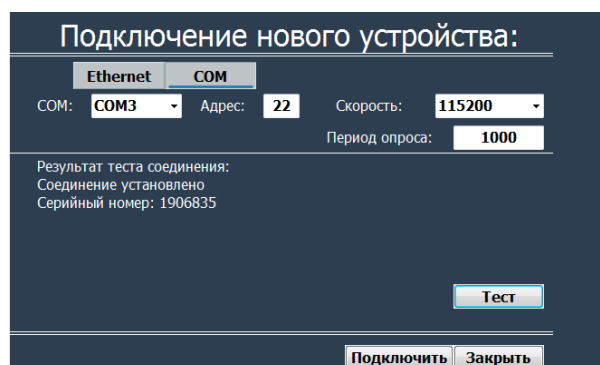 Подключение нового устройства:
Ethernet COM
COM: COM3 Адрес: 22 Скорость: 115200
Период опроса: 1000
Результат теста соединения:
Соединение установлено
Серийный номер: 1906835
Тест
Подключить Закрыть